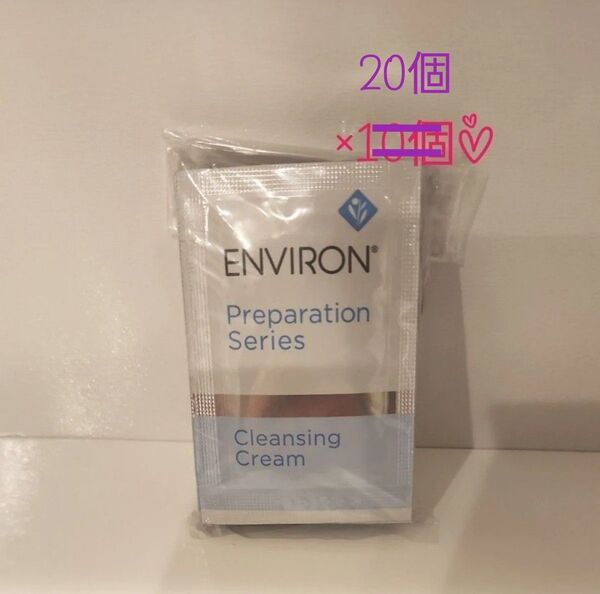 20個
×10個♡
ENVIRON®
Preparation
Series
Cleansing
Cream